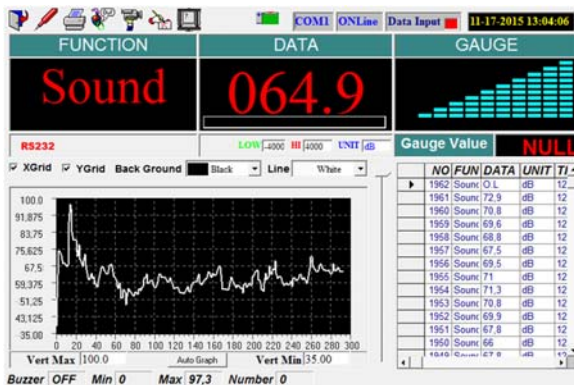 COM1 ONLine Data Input 11-17-2015 13:04:06
FUNCTION DATA GAUGE
Sound 064.9
RS232 LOW -4000 HI 4000 UNIT dB Gauge Value NULL
XGrid YGrid Back Ground Black Line White
NO FUN DATA UNIT TI
1962 Sounc O.L dB 12
1961 Sounc 72,9 dB 12
1960 Sounc 70,8 dB 12
1959 Sounc 69,6 dB 12
1958 Sounc 68,8 dB 12
1957 Sounc 67,5 dB 12
1956 Sounc 69,5 dB 12
1955 Sounc 71 dB 12
1954 Sounc 71,3 dB 12
1953 Sounc 70,8 dB 12
1952 Sounc 69,9 dB 12
1951 Sounc 67,8 dB 12
1950 Sounc 66 dB 12
1949 Sounc 67,8 dB 12
100.0
91,875
83,75
75,625
67,5
59,375
51,25
43,125
35.00
0 20 40 60 80 100 120 140 160 180 200 220 240 260 280 300
Vert Max 100.0 Auto Graph Vert Min 35.00
Buzzer OFF Min 0 Max 97,3 Number 0